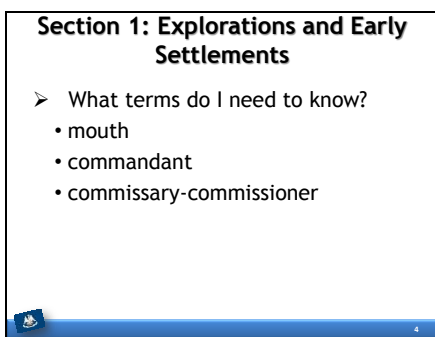 Section 1: Explorations and Early
Settlements
➢ What terms do I need to know?
• mouth
• commandant
• commissary-commissioner
4